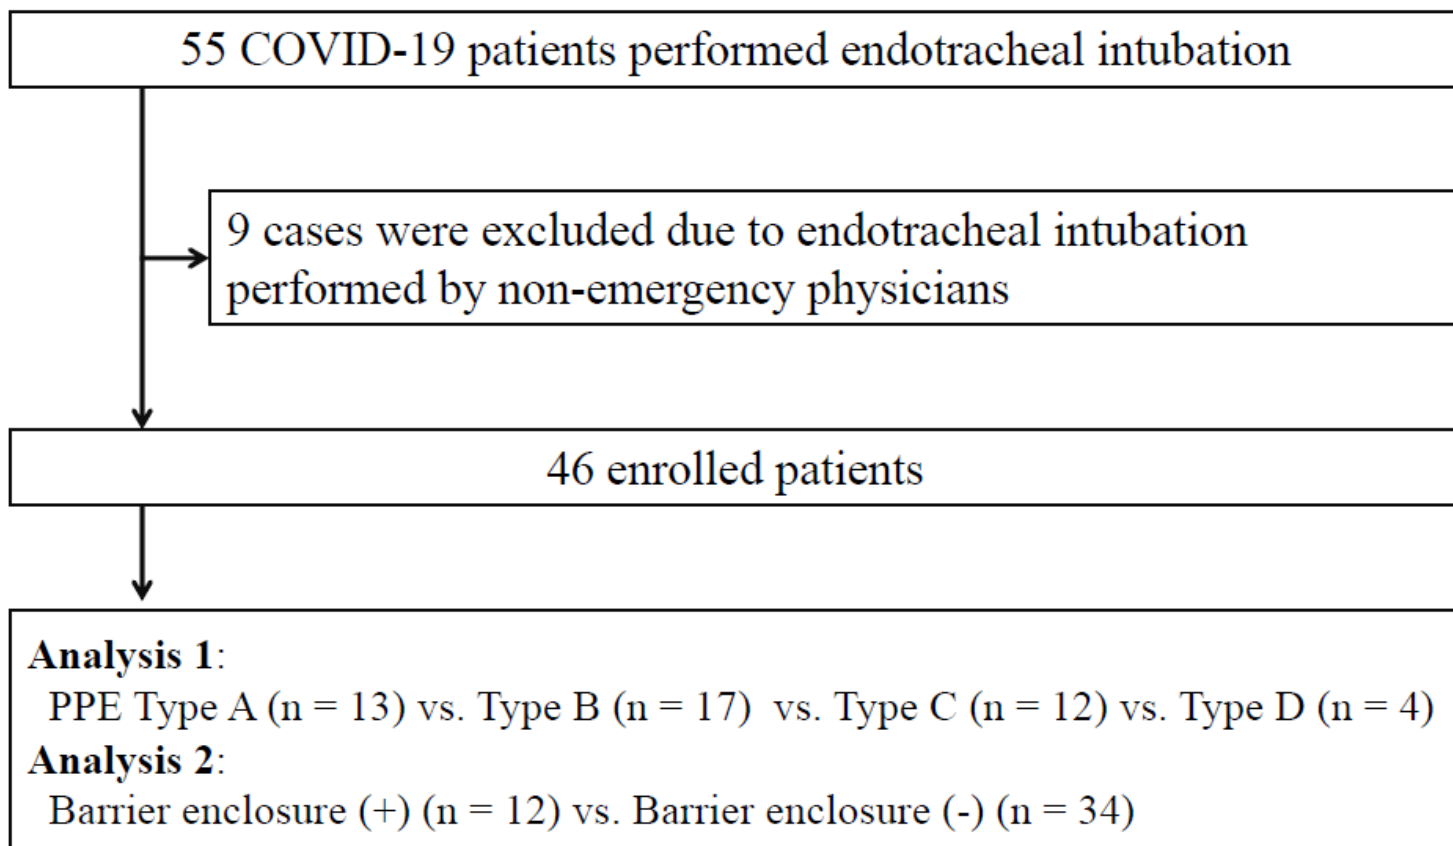 55 COVID-19 patients performed endotracheal intubation
9 cases were excluded due to endotracheal intubation
performed by non-emergency physicians
46 enrolled patients
Analysis 1:
PPE Type A (n = 13) vs. Type B (n = 17)  vs. Type C (n = 12) vs. Type D (n = 4)
Analysis 2:
Barrier enclosure (+) (n = 12) vs. Barrier enclosure (-) (n = 34)